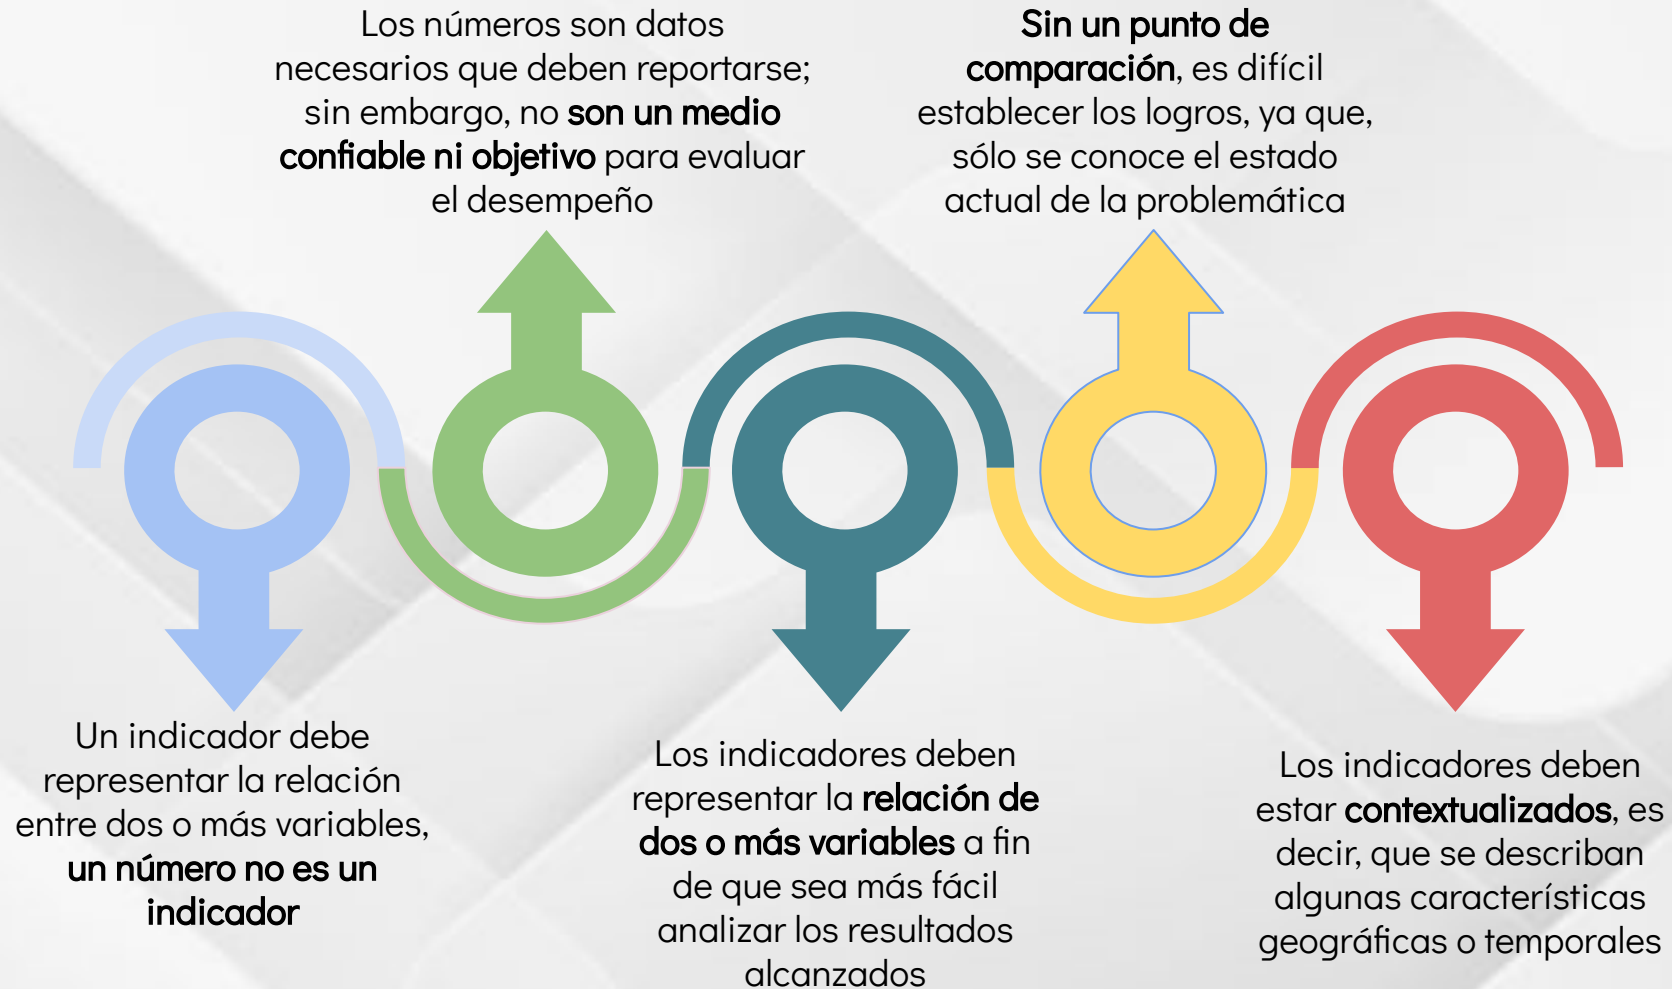 Los números son datos
necesarios que deben reportarse;
sin embargo, no son un medio
confiable ni objetivo para evaluar
el desempeño
Sin un punto de
comparación, es difícil
establecer los logros, ya que,
sólo se conoce el estado
actual de la problemática
Un indicador debe
representar la relación
entre dos o más variables,
un número no es un
indicador
Los indicadores deben
representar la relación de
dos o más variables a fin
de que sea más fácil
analizar los resultados
alcanzados
Los indicadores deben
estar contextualizados, es
decir, que se describan
algunas características
geográficas o temporales